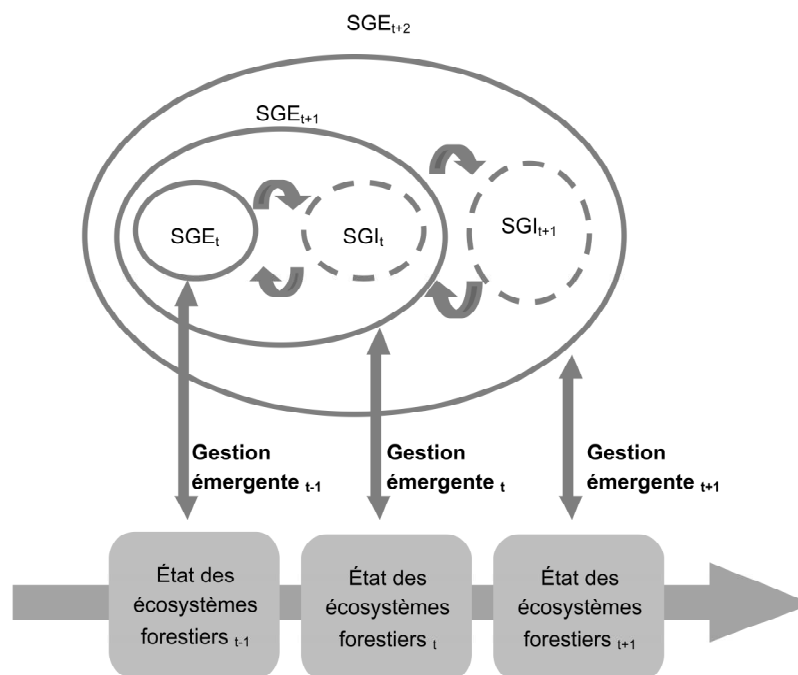 SGEt+2
SGEt+1
SGEt
SGIt
SGIt+1
Gestion
émergente t-1
Gestion
émergente t
Gestion
émergente t+1
État des
écosystèmes
forestiers t-1
État des
écosystèmes
forestiers t
État des
écosystèmes
forestiers t+1